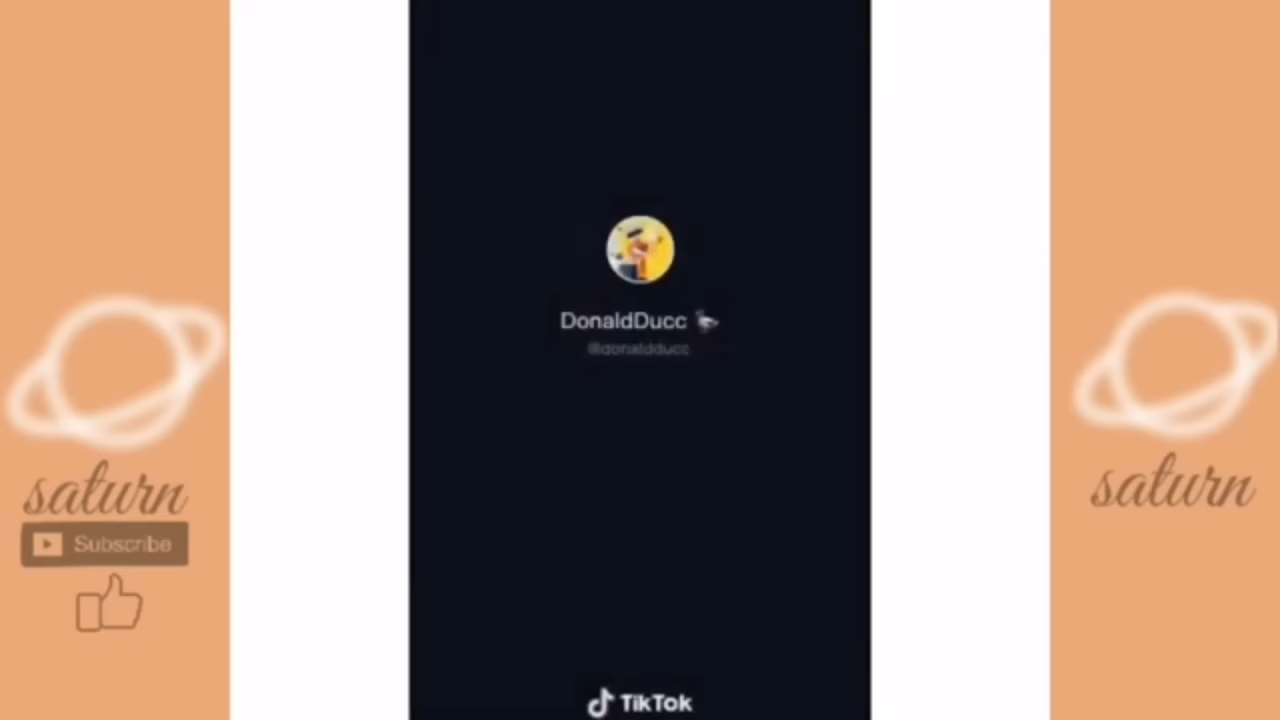 DonaldDucc
@donaldducc
saturn
Subscribe
saturn
TikTok